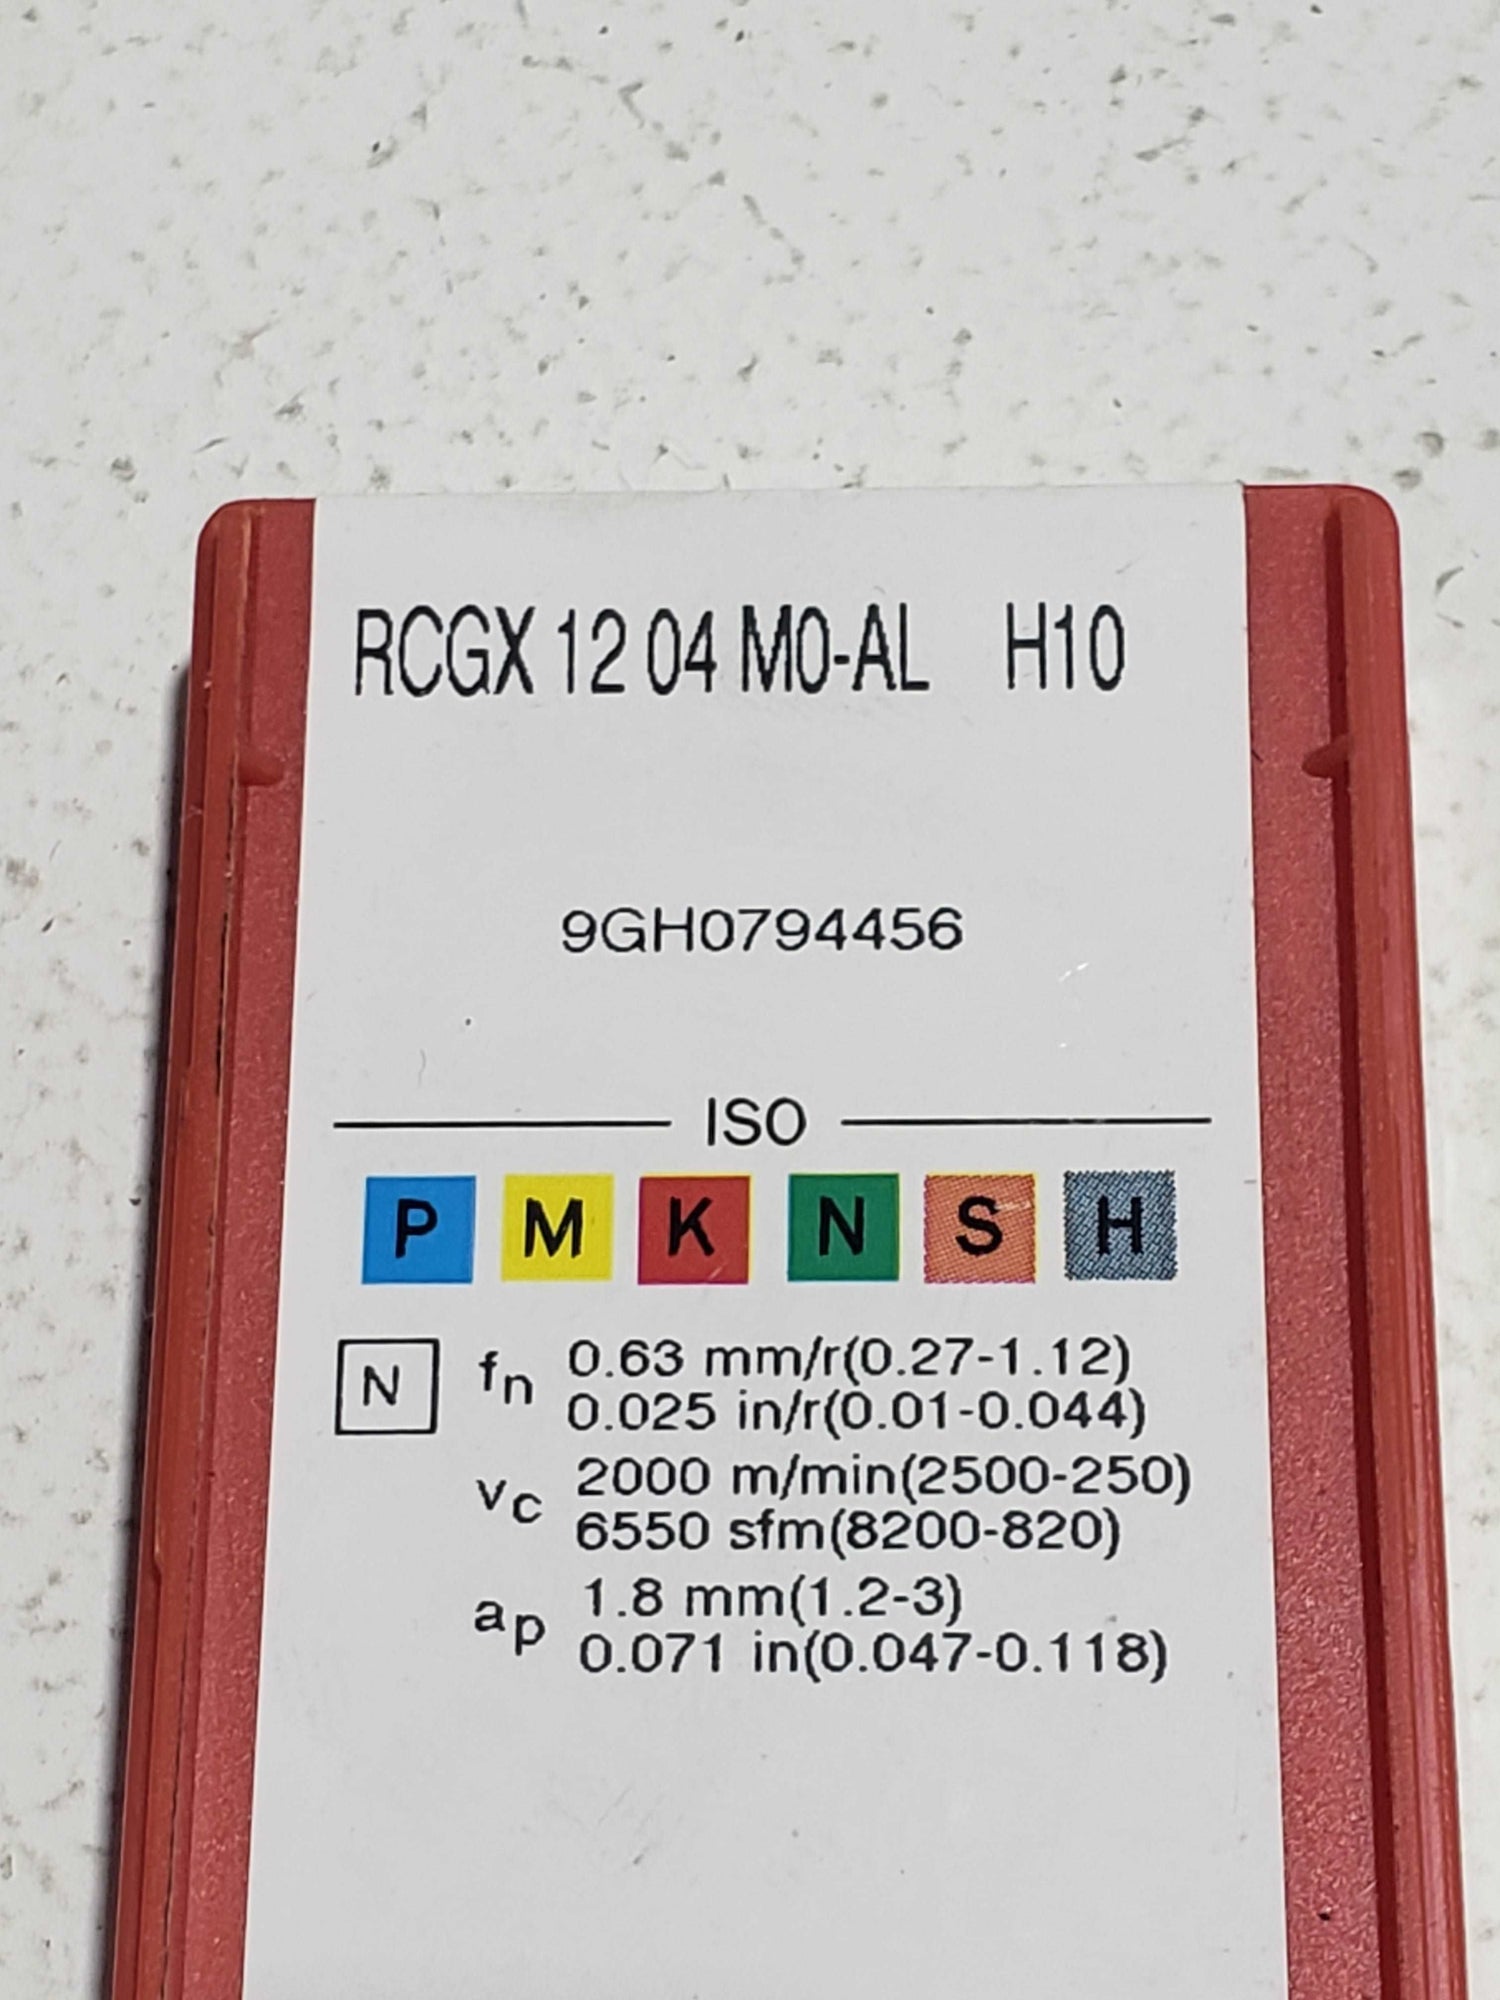 RCGX 12 04 M0-AL H10
9GH0794456
ISO
P M K N S H
N fn 0.63 mm/r(0.27-1.12)
0.025 in/r(0.01-0.044)
vc 2000 m/min(2500-250)
6550 sfm(8200-820)
ap 1.8 mm(1.2-3)
0.071 in(0.047-0.118)